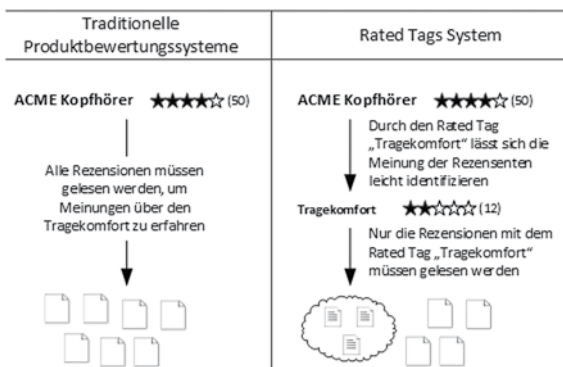 Traditionelle
Produktbewertungssysteme
ACME Kopfhörer ★★★★☆ (50)
Alle Rezensionen müssen
gelesen werden, um
Meinungen über den
Tragekomfort zu erfahren
Rated Tags System
ACME Kopfhörer ★★★★☆ (50)
Durch den Rated Tag
„Tragekomfort“ lässt sich die
Meinung der Rezensenten
leicht identifizieren
Tragekomfort ★★☆☆☆ (12)
Nur die Rezensionen mit dem
Rated Tag „Tragekomfort“
müssen gelesen werden